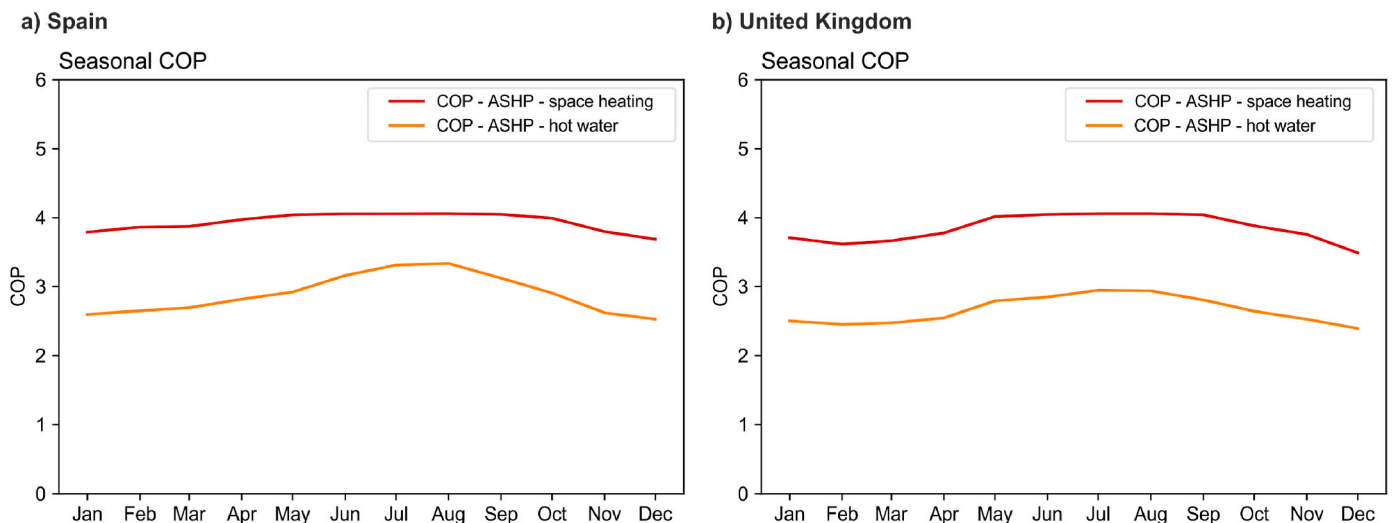 a) Spain
Seasonal COP
COP - ASHP - space heating
COP - ASHP - hot water
6
5
4
3
2
1
0
COP
Jan Feb Mar Apr May Jun Jul Aug Sep Oct Nov Dec
b) United Kingdom
Seasonal COP
COP - ASHP - space heating
COP - ASHP - hot water
6
5
4
3
2
1
0
COP
Jan Feb Mar Apr May Jun Jul Aug Sep Oct Nov Dec